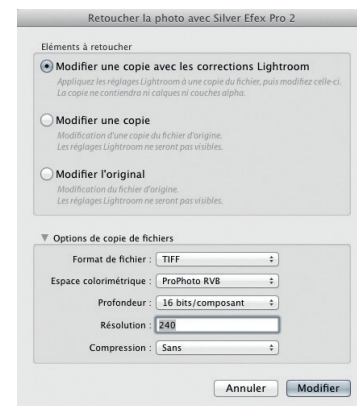 Retoucher la photo avec Silver Efex Pro 2
Eléments à retoucher
Modifier une copie avec les corrections Lightroom
Appliquez les réglages Lightroom à une copie du fichier, puis modifiez celle-ci.
La copie ne contiendra ni calques ni couches alpha.
Modifier une copie
Modification d'une copie du fichier d'origine.
Les réglages Lightroom ne seront pas visibles.
Modifier l'original
Modification du fichier d'origine.
Les réglages Lightroom ne seront pas visibles.
Options de copie de fichiers
Format de fichier : TIFF
Espace colorimétrique : ProPhoto RVB
Profondeur : 16 bits/composant
Résolution : 240
Compression : Sans
Annuler Modifier